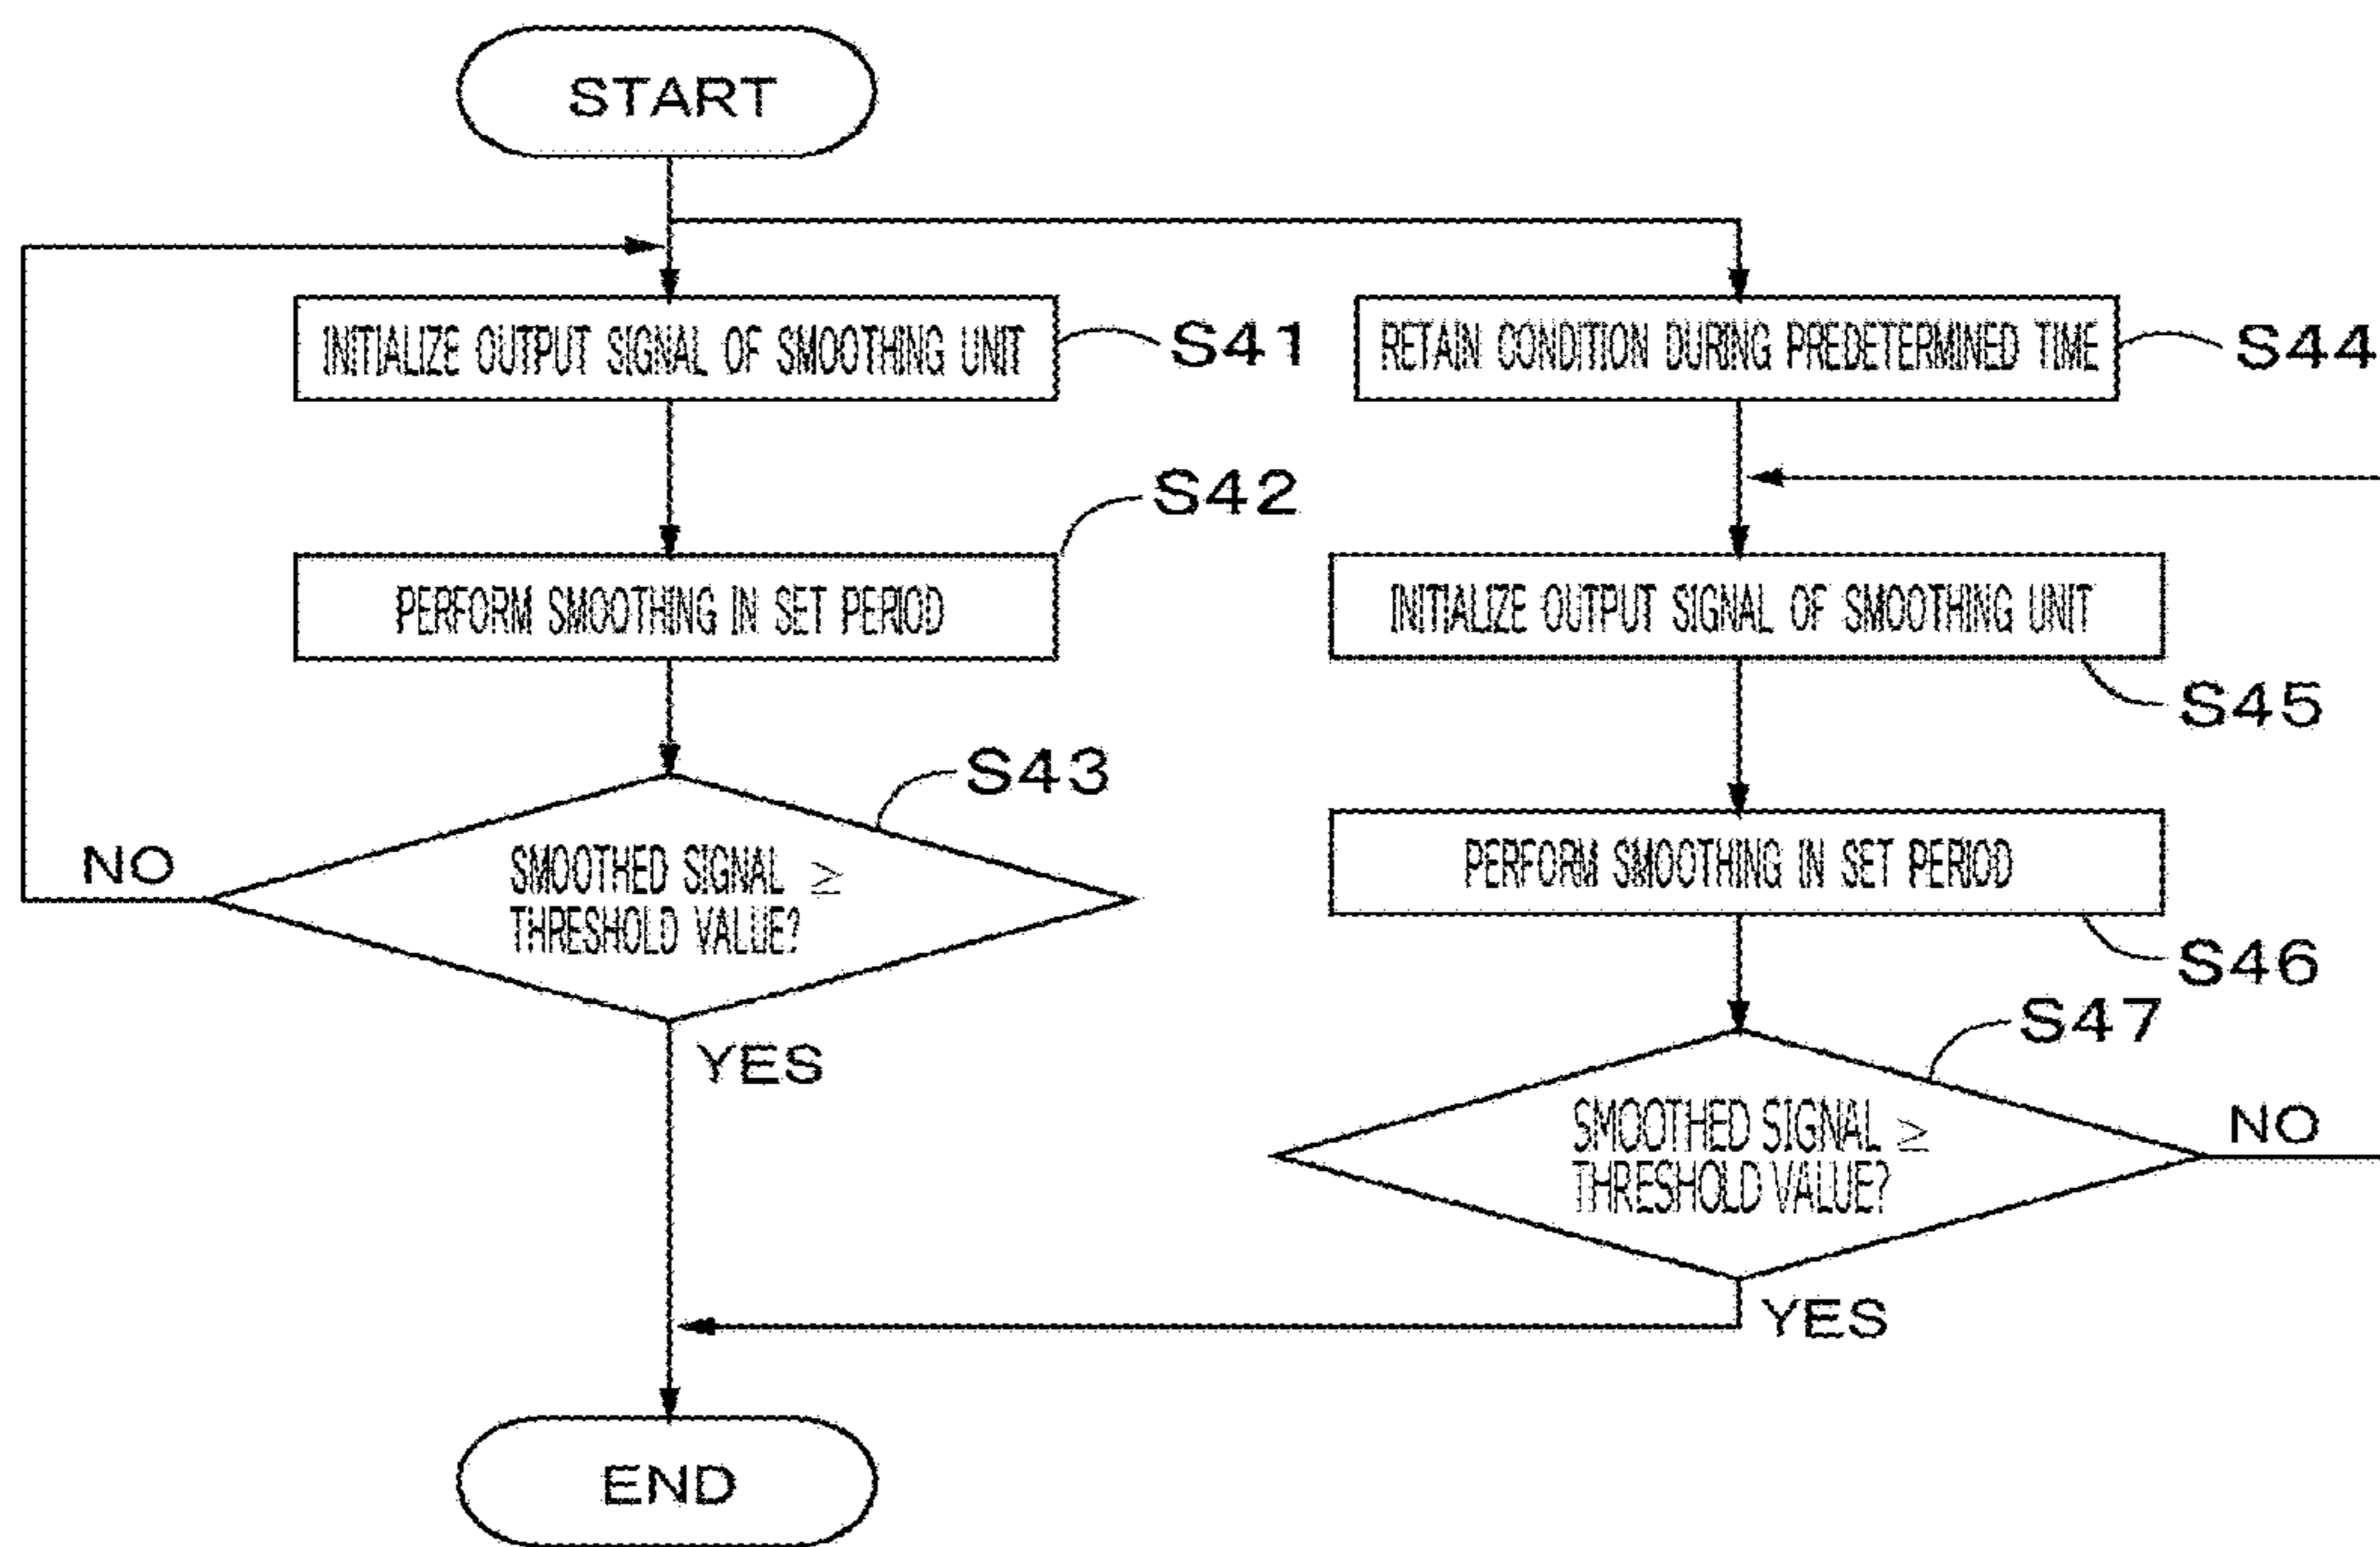 START
INITIALIZE OUTPUT SIGNAL OF SMOOTHING UNIT
S41
PERFORM SMOOTHING IN SET PERIOD
S42
SMOOTHED SIGNAL ≥
THRESHOLD VALUE?
S43
NO
YES
RETAIN CONDITION DURING PREDETERMINED TIME
S44
INITIALIZE OUTPUT SIGNAL OF SMOOTHING UNIT
S45
PERFORM SMOOTHING IN SET PERIOD
S46
SMOOTHED SIGNAL ≥
THRESHOLD VALUE?
S47
NO
YES
END